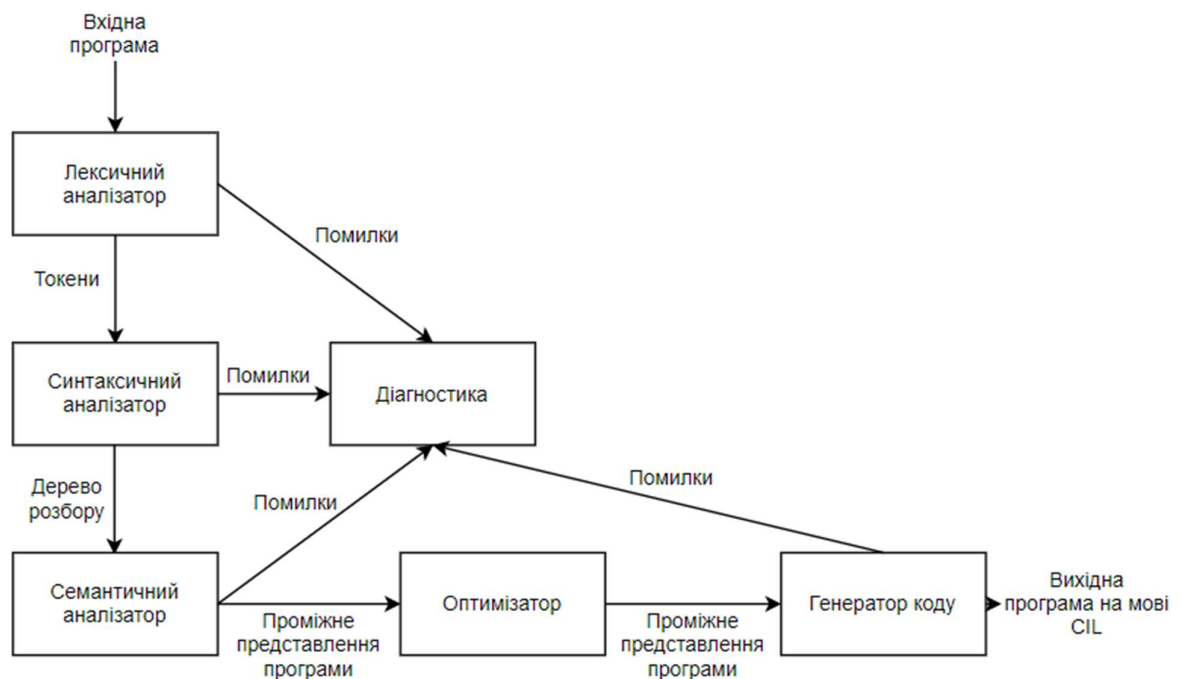 Вхідна
програма
Лексичний
аналізатор
Помилки
Токени
Синтаксичний
аналізатор
Помилки
Діагностика
Дерево
розбору
Помилки
Помилки
Семантичний
аналізатор
Проміжне
представлення
програми
Оптимізатор
Проміжне
представлення
програми
Генератор коду
Вихідна
програма на мові
CIL